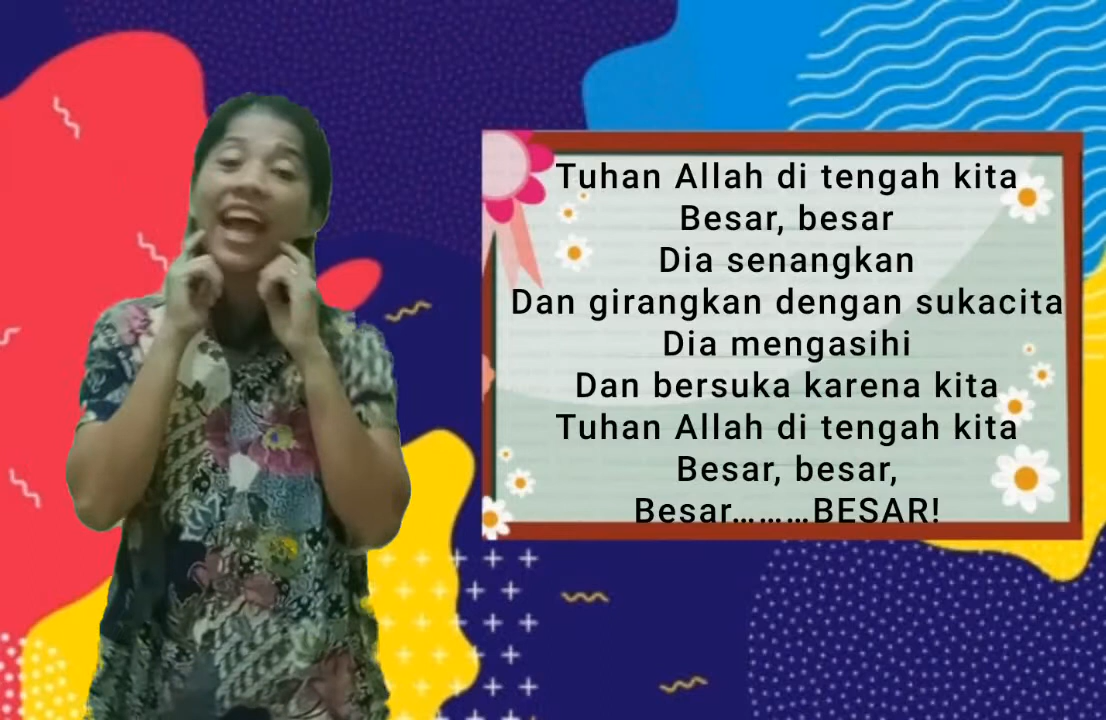 Tuhan Allah di tengah kita
Besar, besar
Dia senangkan
Dan girangkan dengan sukacita
Dia mengasihi
Dan bersuka karena kita
Tuhan Allah di tengah kita
Besar, besar,
Besar.........BESAR!